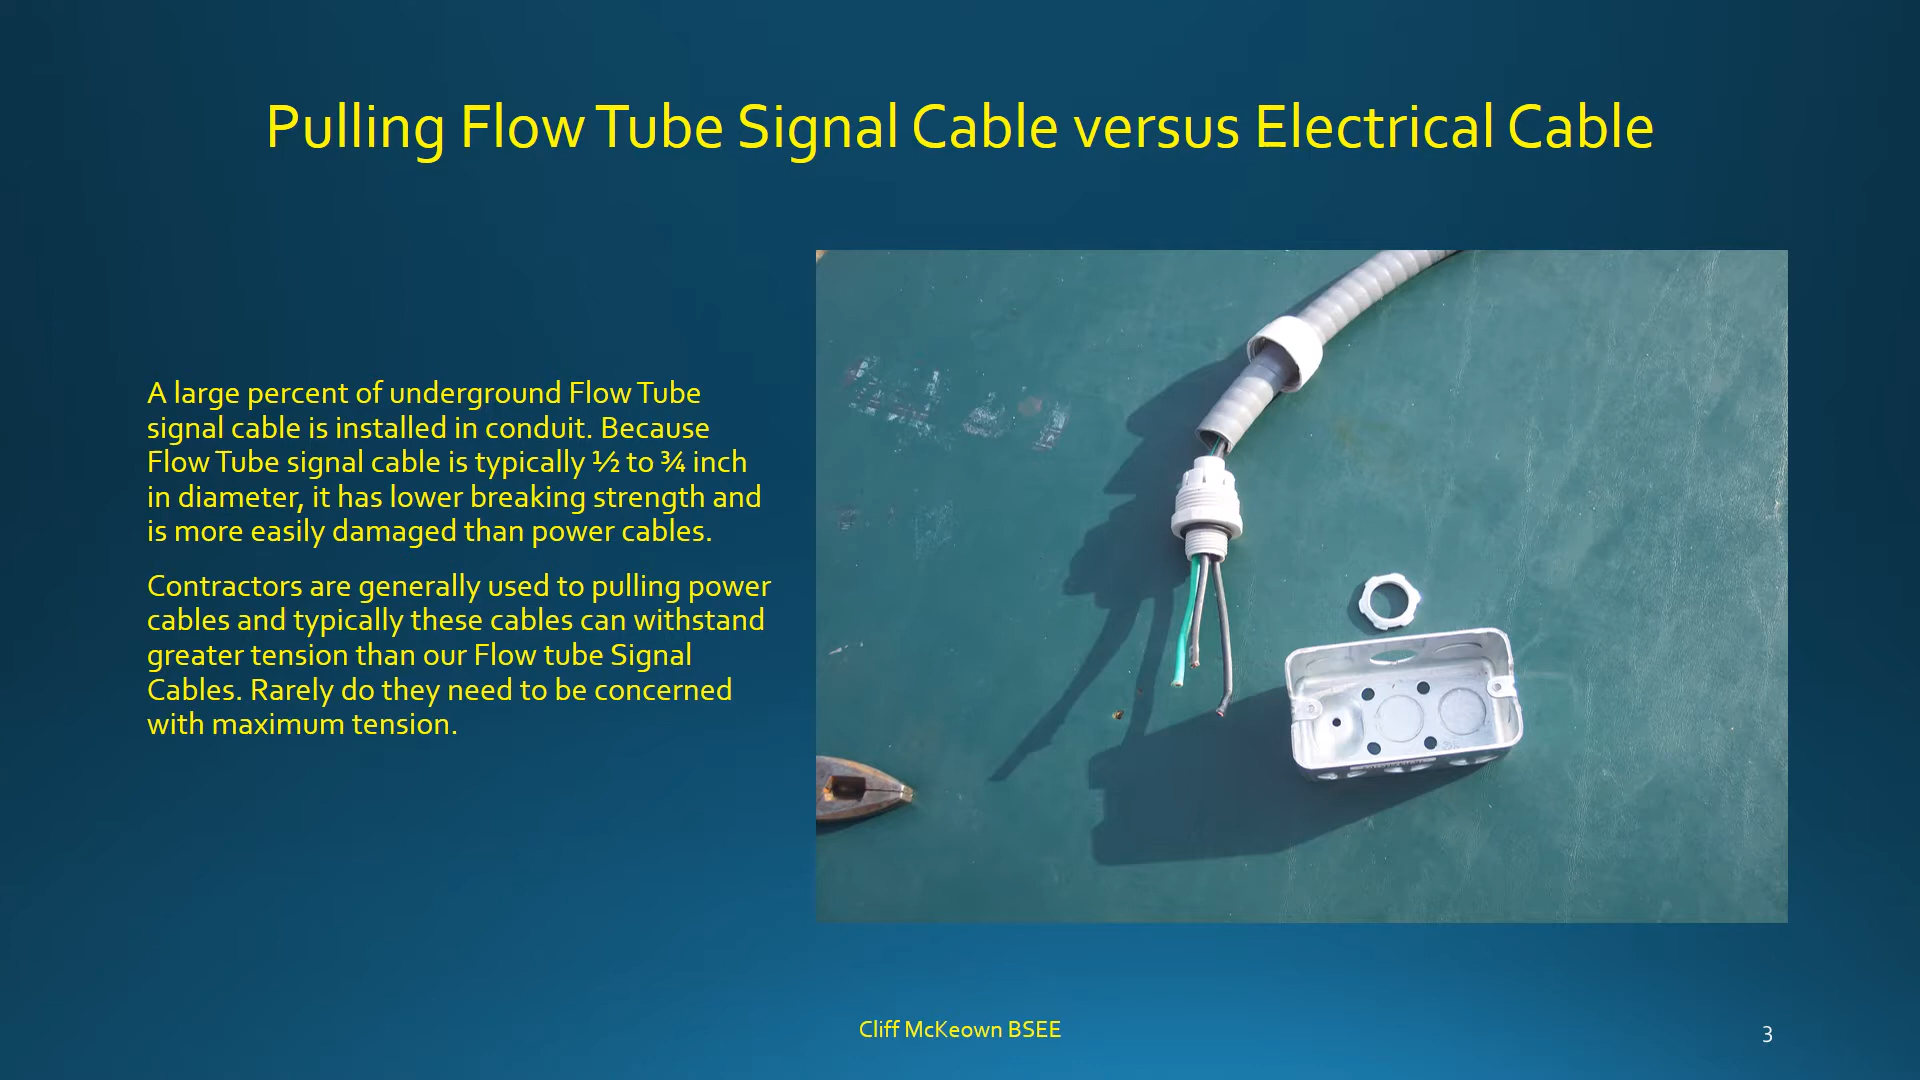 Pulling Flow Tube Signal Cable versus Electrical Cable
A large percent of underground Flow Tube
signal cable is installed in conduit. Because
Flow Tube signal cable is typically ½ to ¾ inch
in diameter, it has lower breaking strength and
is more easily damaged than power cables.
Contractors are generally used to pulling power
cables and typically these cables can withstand
greater tension than our Flow tube Signal
Cables. Rarely do they need to be concerned
with maximum tension.
Cliff McKeown BSEE
3